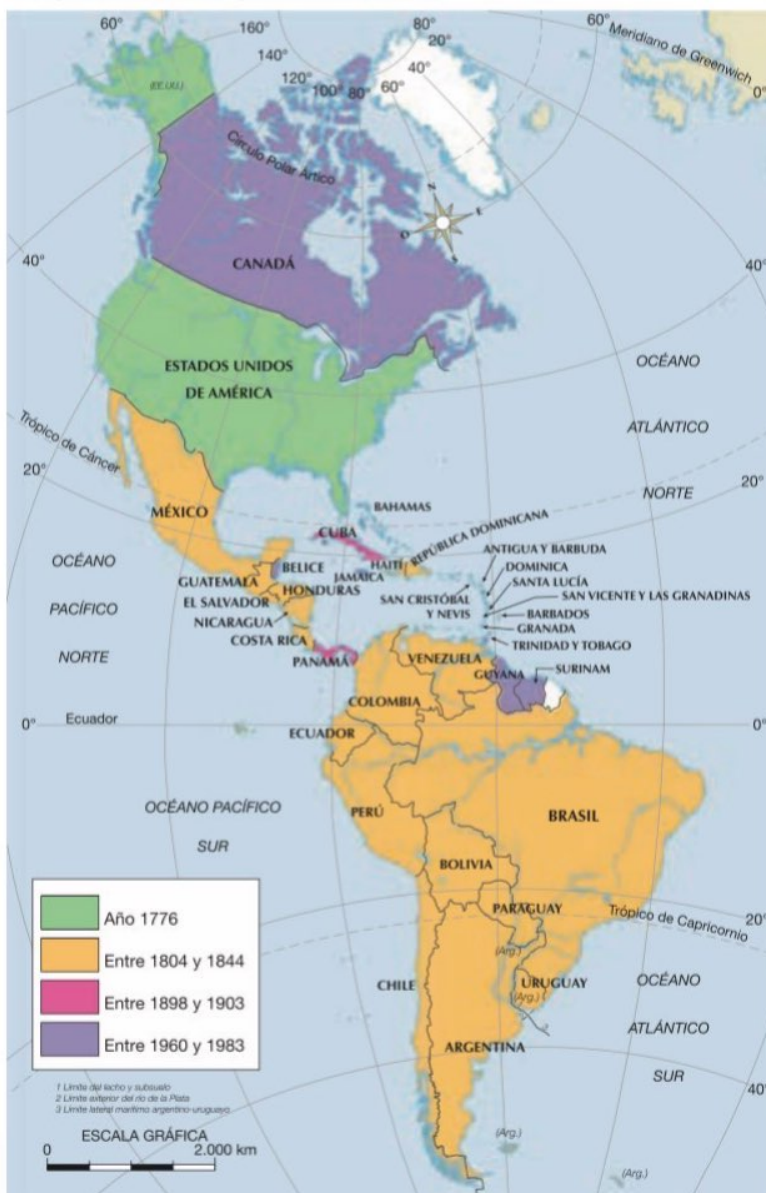 60°
160°
80°
60°
Meridiano de Greenwich
140°
20°
(EE.UU.)
120°
100°
80°
60°
40°
0°
Círculo Polar Ártico
N
E
O
S
CANADÁ
40°
40°
ESTADOS UNIDOS
DE AMÉRICA
OCÉANO
ATLÁNTICO
NORTE
Trópico de Cáncer
20°
20°
MÉXICO
BAHAMAS
CUBA
REPÚBLICA DOMINICANA
HAITÍ
JAMAICA
BELICE
ANTIGUA Y BARBUDA
DOMINICA
SANTA LUCÍA
SAN VICENTE Y LAS GRANADINAS
SAN CRISTÓBAL
Y NEVIS
BARBADOS
GRANADA
TRINIDAD Y TOBAGO
OCÉANO
PACÍFICO
NORTE
GUATEMALA
HONDURAS
EL SALVADOR
NICARAGUA
COSTA RICA
PANAMÁ
VENEZUELA
GUYANA
SURINAM
COLOMBIA
0°
Ecuador
0°
ECUADOR
OCÉANO PACÍFICO
SUR
PERÚ
BRASIL
BOLIVIA
PARAGUAY
Trópico de Capricornio
20°
(Arg.)
CHILE
URUGUAY
(Arg.)
OCÉANO
ATLÁNTICO
SUR
ARGENTINA
40°
(Arg.)
(Arg.)
Año 1776
Entre 1804 y 1844
Entre 1898 y 1903
Entre 1960 y 1983
1 Límite del lecho y subsuelo
2 Límite exterior del río de la Plata
3 Límite lateral marítimo argentino-uruguayo
ESCALA GRÁFICA
0
2.000 km